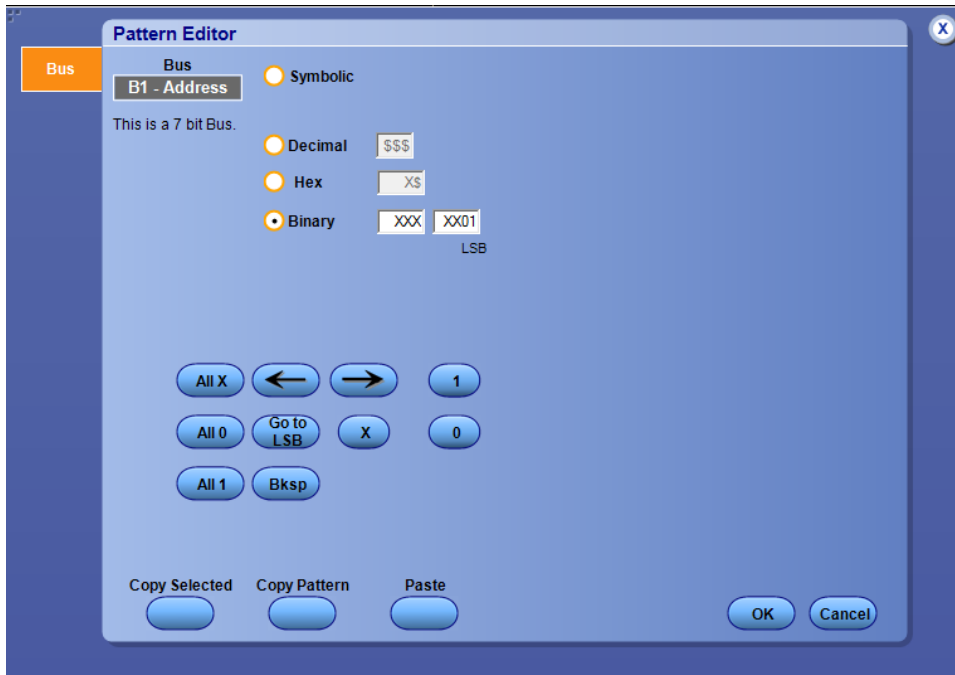 Pattern Editor
X
Bus
Bus
B1 - Address
Symbolic
This is a 7 bit Bus.
Decimal $$$
Hex X$
Binary XXX XX01
LSB
All X 1
All 0 Go to LSB X 0
All 1 Bksp
Copy Selected Copy Pattern Paste
OK Cancel